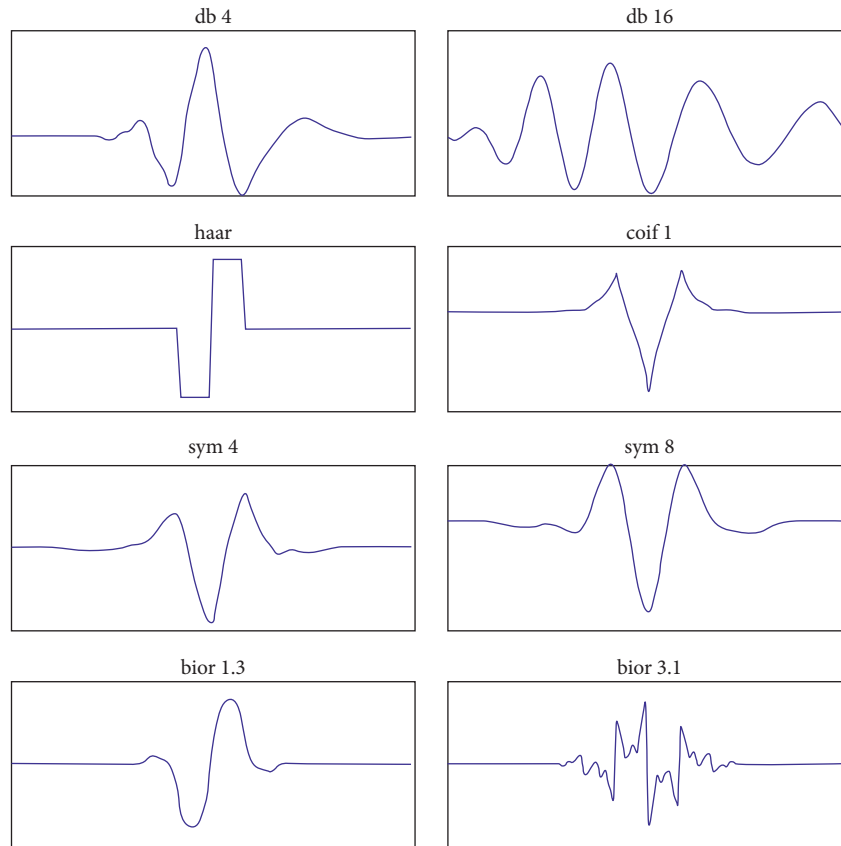 db 4
db 16
haar
coif 1
sym 4
sym 8
bior 1.3
bior 3.1